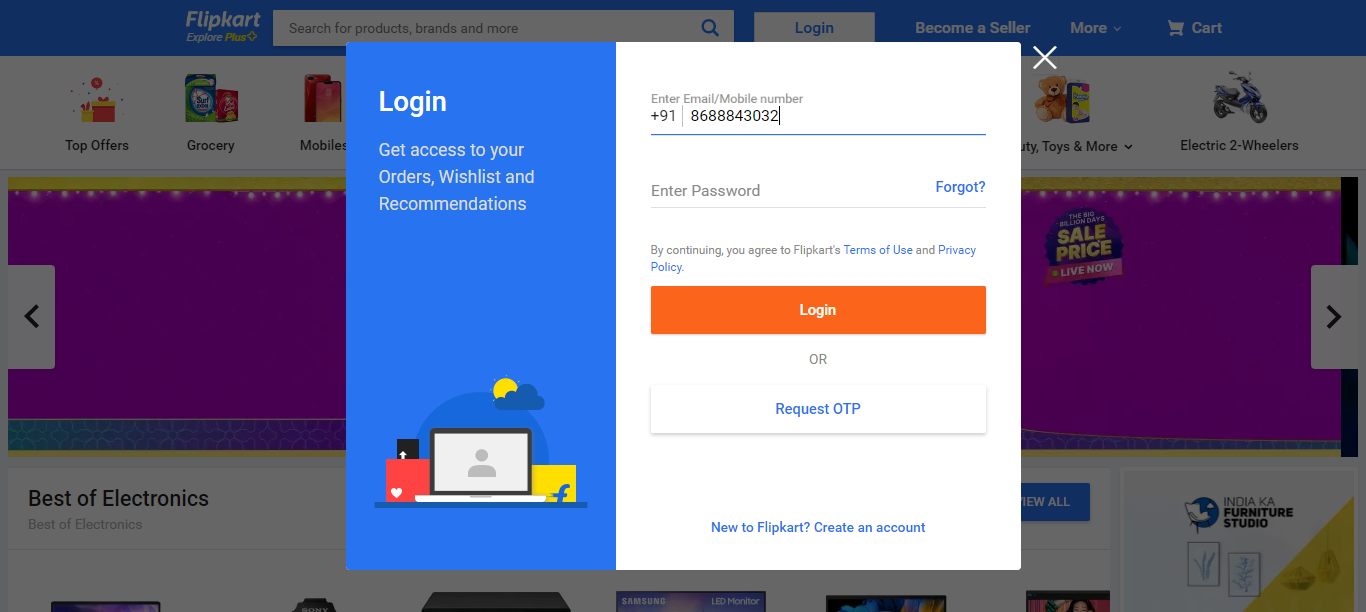 Flipkart
Explore Plus
Search for products, brands and more
Login
Become a Seller
More
Cart
Top Offers
Grocery
Mobiles
uty, Toys & More
Electric 2-Wheelers
Login
Get access to your
Orders, Wishlist and
Recommendations
Enter Email/Mobile number
+91 8688843032
Enter Password
Forgot?
By continuing, you agree to Flipkart's Terms of Use and Privacy
Policy.
Login
OR
Request OTP
New to Flipkart? Create an account
THE BIG
BILLION DAYS
SALE
PRICE
LIVE NOW
Best of Electronics
Best of Electronics
VIEW ALL
INDIA KA
FURNITURE
STUDIO
SONY
SAMSUNG
LED Monitor